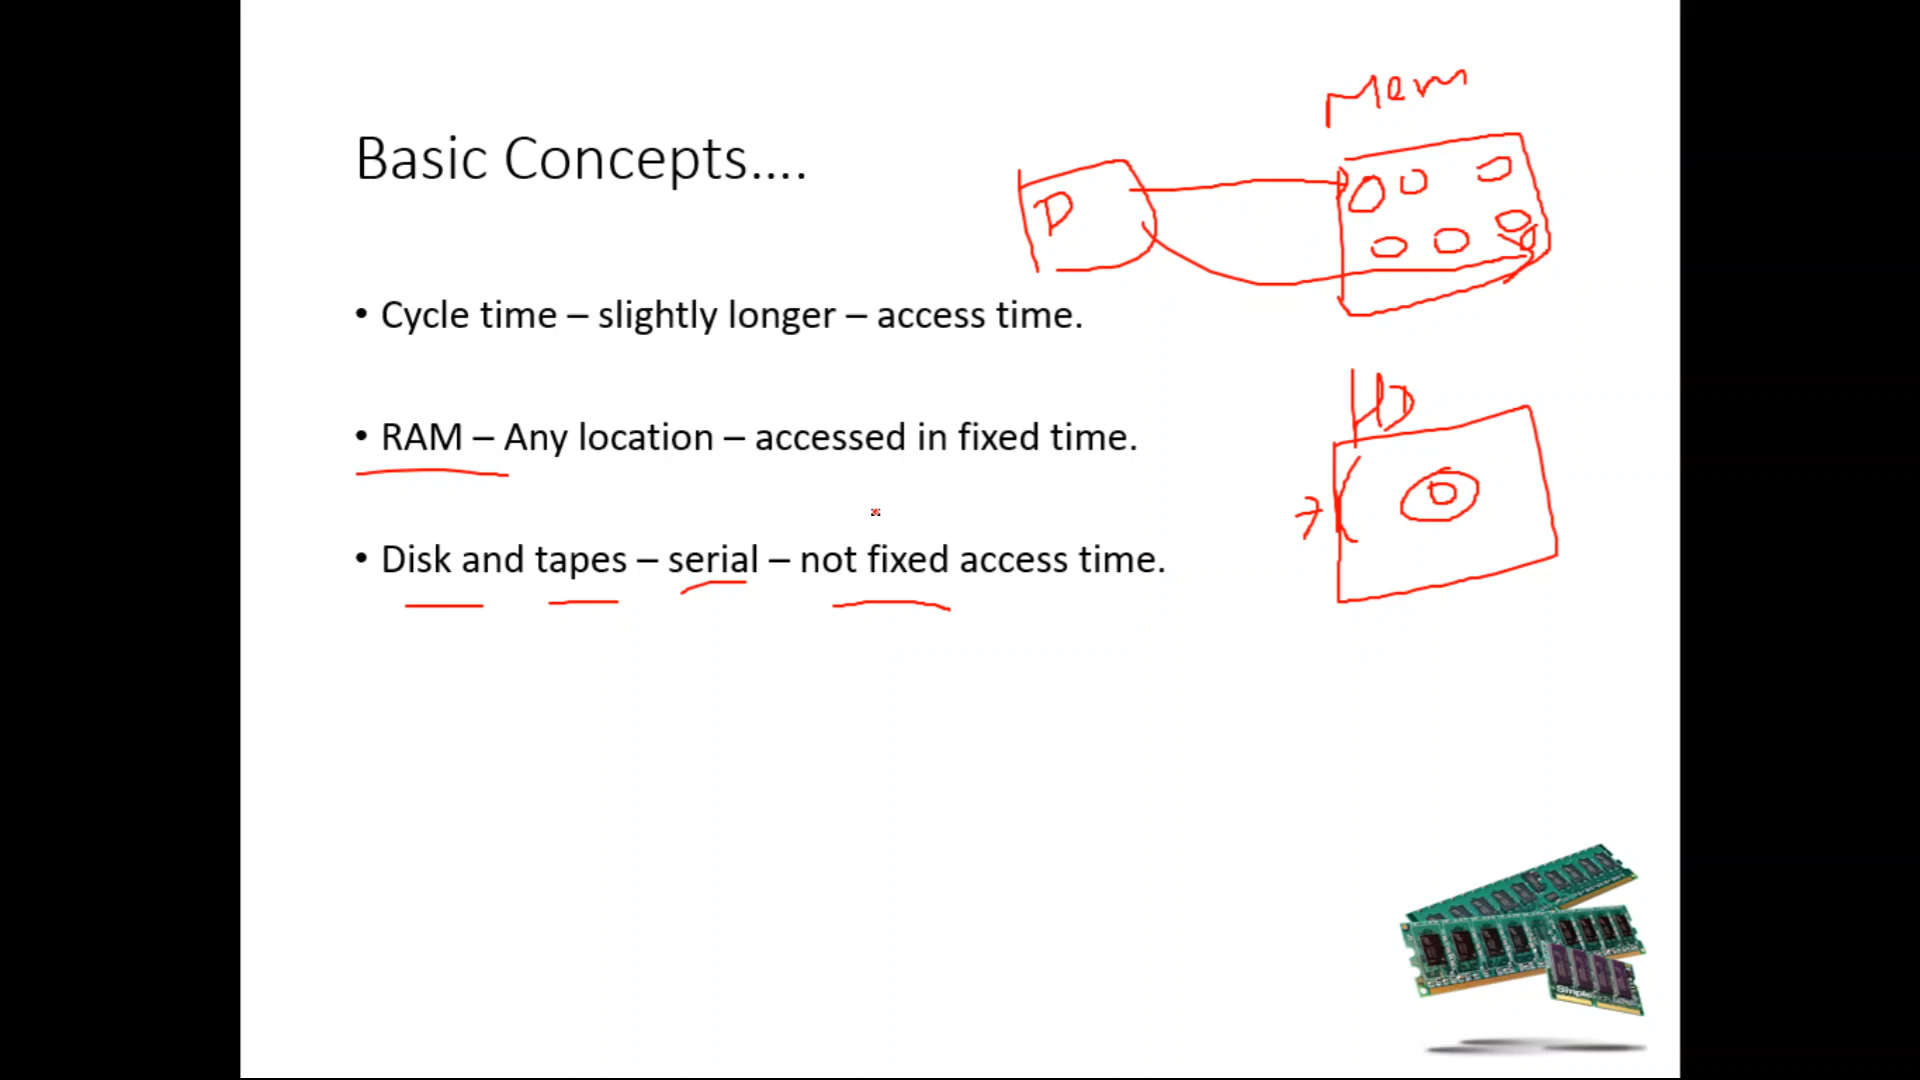 Mem
Basic Concepts....
P
• Cycle time – slightly longer – access time.
HD
• RAM – Any location – accessed in fixed time.
• Disk and tapes – serial – not fixed access time.